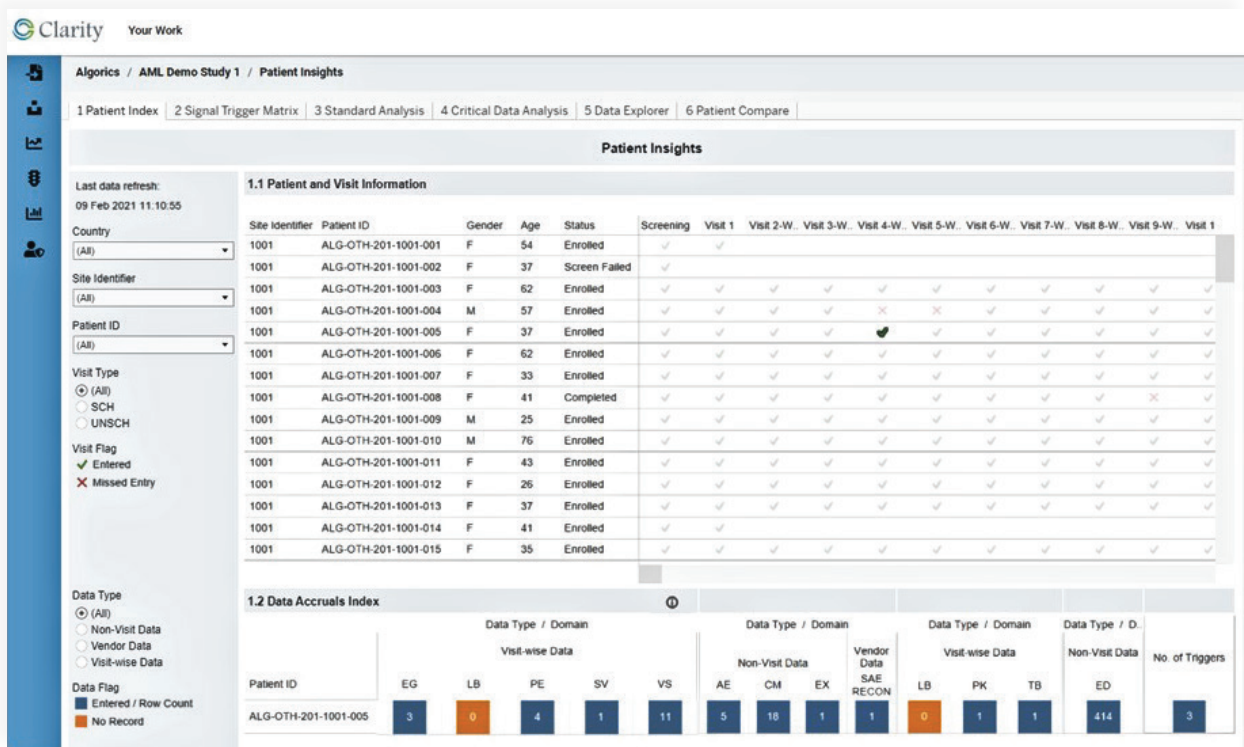 Clarity Your Work
Algorics / AML Demo Study 1 / Patient Insights
1 Patient Index 2 Signal Trigger Matrix 3 Standard Analysis 4 Critical Data Analysis 5 Data Explorer 6 Patient Compare
Patient Insights
Last data refresh:
09 Feb 2021 11:10:55
Country
(All)
Site Identifier
(All)
Patient ID
(All)
Visit Type
(All)
SCH
UNSCH
Visit Flag
Entered
Missed Entry
Data Type
(All)
Non-Visit Data
Vendor Data
Visit-wise Data
Data Flag
Entered / Row Count
No Record
1.1 Patient and Visit Information
Site Identifier Patient ID Gender Age Status Screening Visit 1 Visit 2-W.. Visit 3-W.. Visit 4-W.. Visit 5-W.. Visit 6-W.. Visit 7-W.. Visit 8-W.. Visit 9-W.. Visit 1
1001 ALG-OTH-201-1001-001 F 54 Enrolled
1001 ALG-OTH-201-1001-002 F 37 Screen Failed
1001 ALG-OTH-201-1001-003 F 62 Enrolled
1001 ALG-OTH-201-1001-004 M 57 Enrolled
1001 ALG-OTH-201-1001-005 F 37 Enrolled
1001 ALG-OTH-201-1001-006 F 62 Enrolled
1001 ALG-OTH-201-1001-007 F 33 Enrolled
1001 ALG-OTH-201-1001-008 F 41 Completed
1001 ALG-OTH-201-1001-009 M 25 Enrolled
1001 ALG-OTH-201-1001-010 M 76 Enrolled
1001 ALG-OTH-201-1001-011 F 43 Enrolled
1001 ALG-OTH-201-1001-012 F 26 Enrolled
1001 ALG-OTH-201-1001-013 F 37 Enrolled
1001 ALG-OTH-201-1001-014 F 41 Enrolled
1001 ALG-OTH-201-1001-015 F 35 Enrolled
1.2 Data Accruals Index
Data Type / Domain Data Type / Domain Data Type / Domain Data Type / D..
Visit-wise Data Non-Visit Data Vendor Data Visit-wise Data Non-Visit Data No. of Triggers
Patient ID EG LB PE SV VS AE CM EX SAE RECON LB PK TB ED
ALG-OTH-201-1001-005 3 0 4 1 11 5 18 1 1 0 1 1 414 3